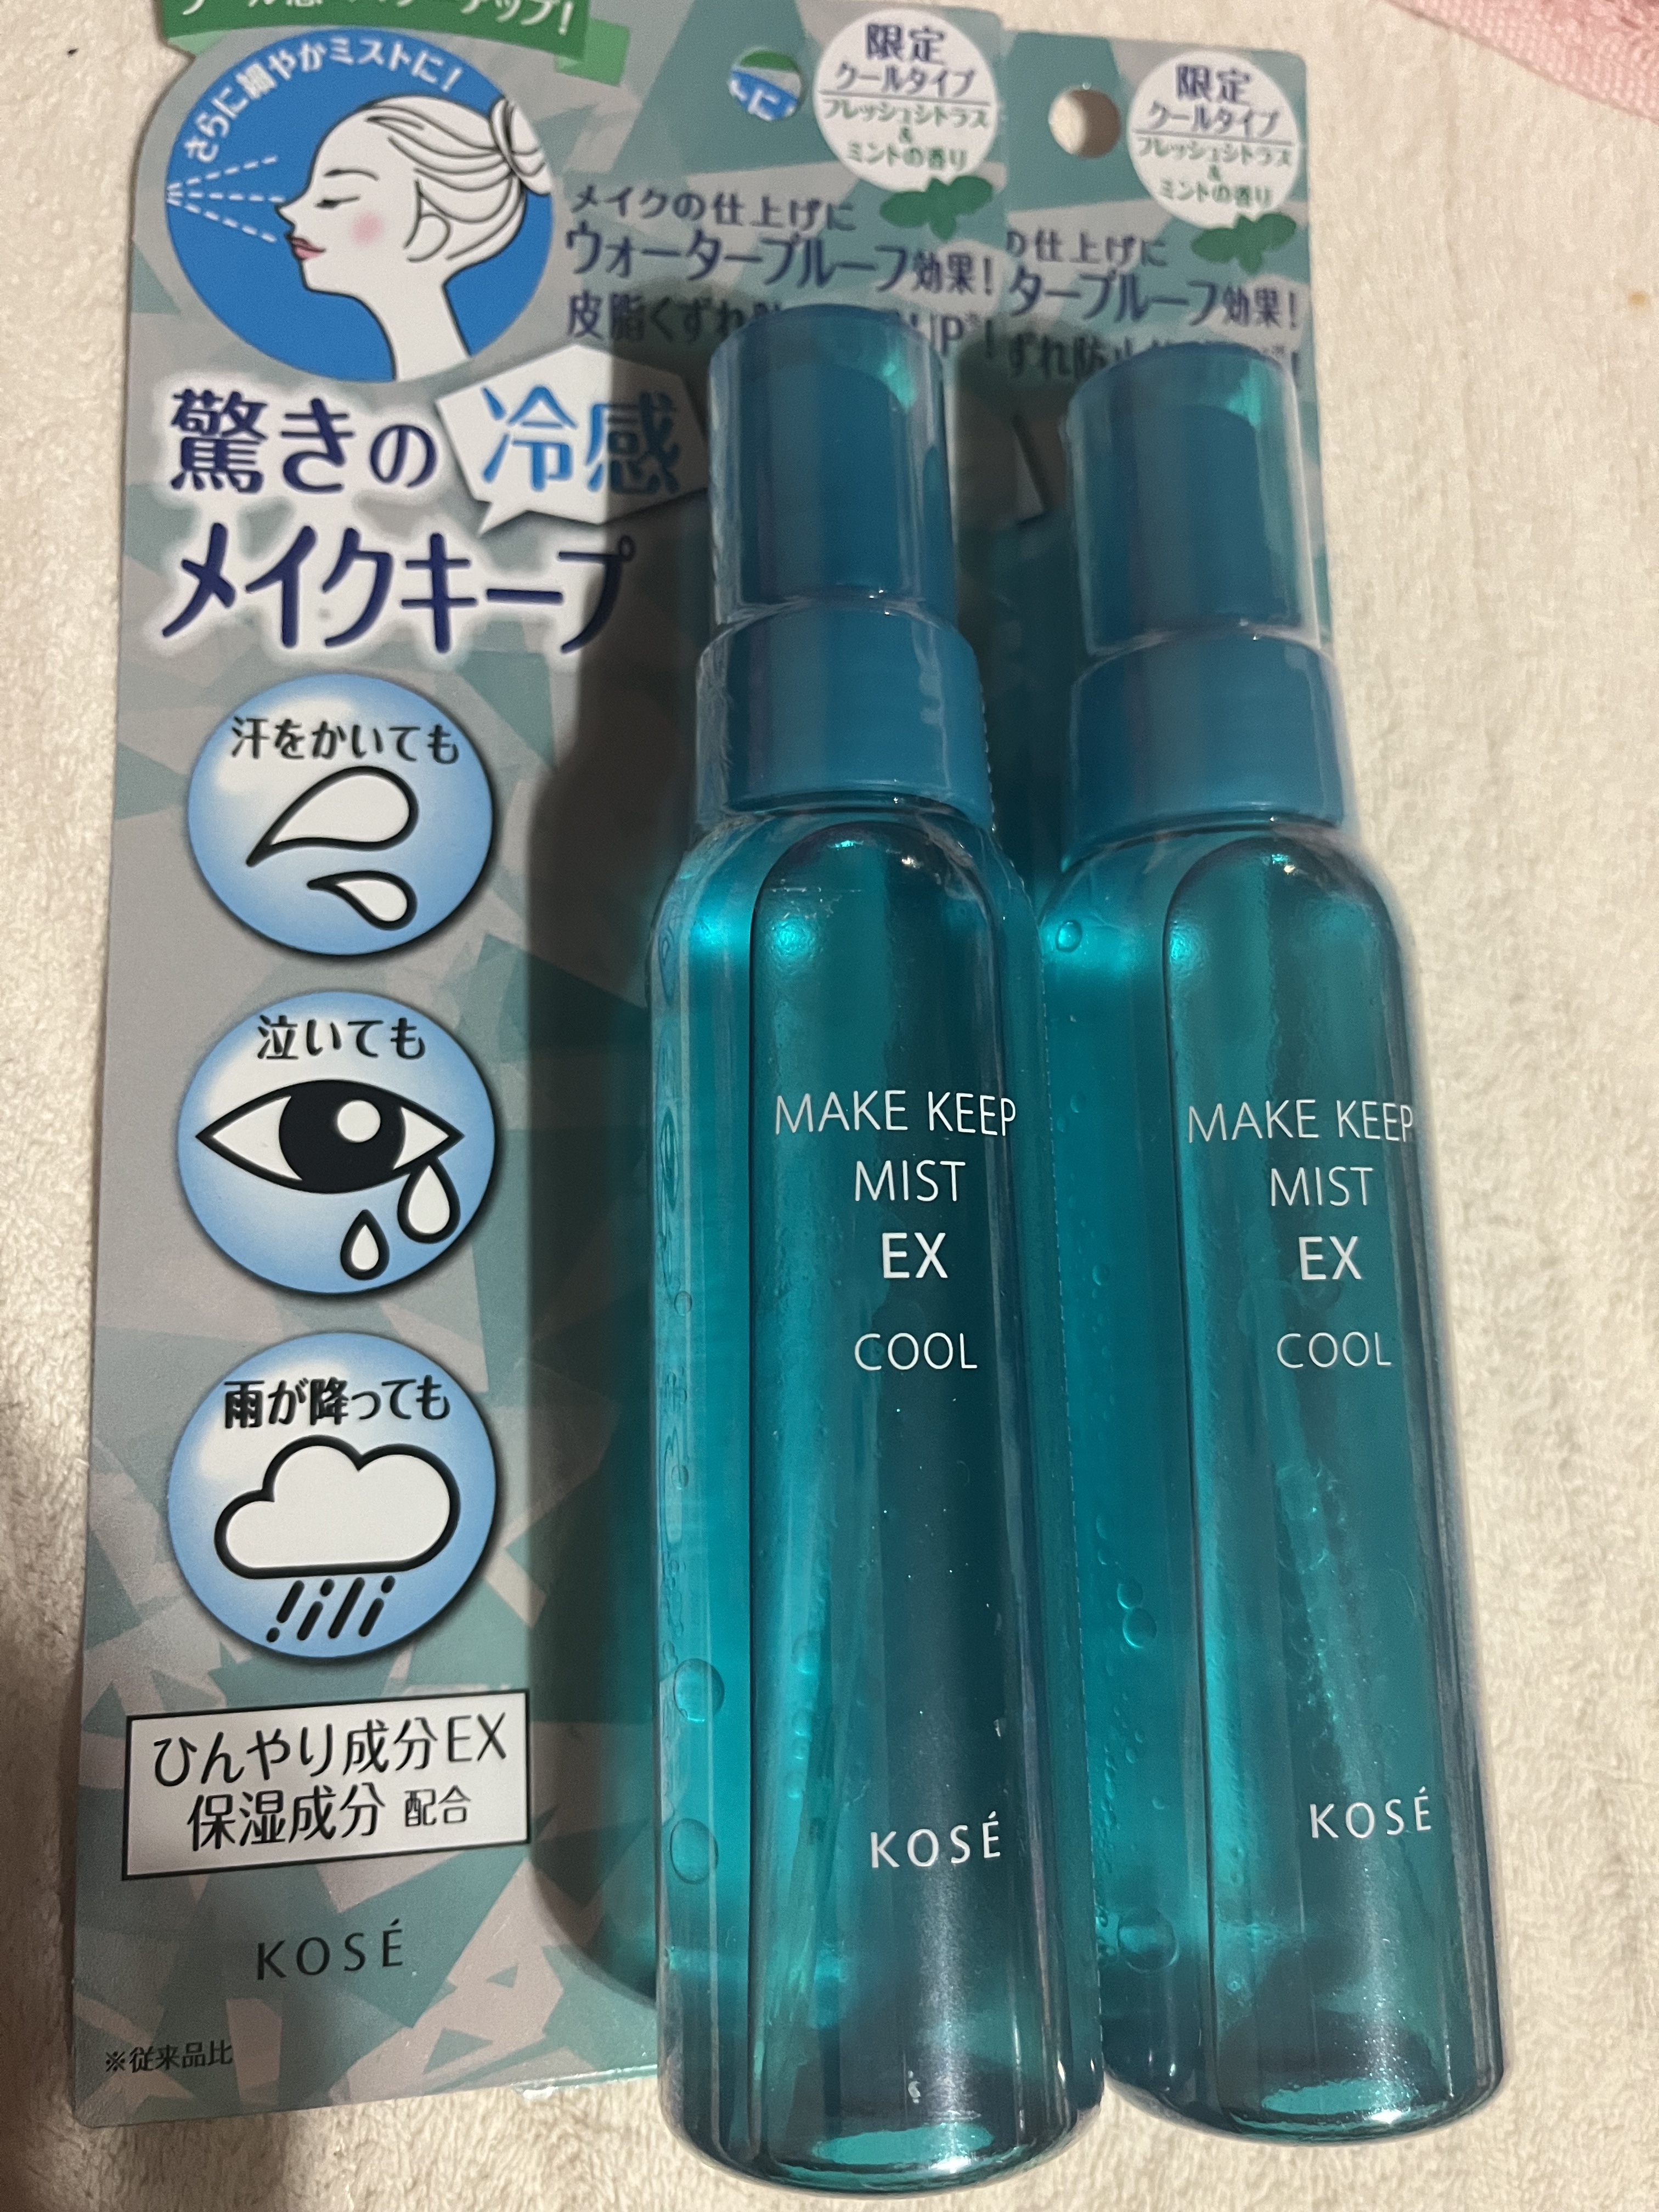 さらに細やかミストに!
限定
クールタイプ
フレッシュシトラス
&
ミントの香り
メイクの仕上げに
ウォータープルーフ効果!
皮脂くずれ
UP※!
限定
クールタイプ
フレッシュシトラス
&
ミントの香り
の仕上げに
タープルーフ効果!
ずれ防止
驚きの冷感
メイクキープ
汗をかいても
泣いても
雨が降っても
ひんやり成分EX
保湿成分 配合
KOSÉ
※従来品比
MAKE KEEP
MIST
EX
COOL
KOSÉ
MAKE KEEP
MIST
EX
COOL
KOSÉ